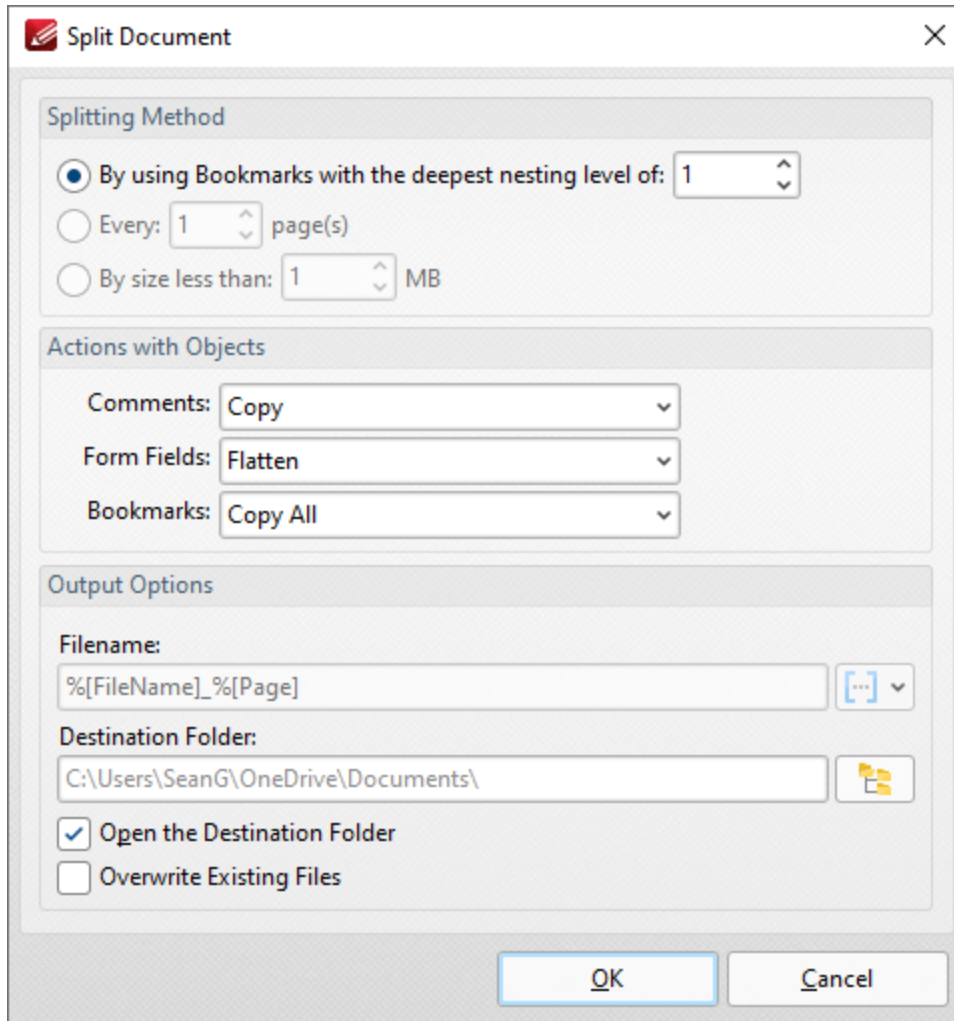 Split Document
Splitting Method
By using Bookmarks with the deepest nesting level of: 1
Every: 1 page(s)
By size less than: 1 MB
Actions with Objects
Comments: Copy
Form Fields: Flatten
Bookmarks: Copy All
Output Options
Filename:
%[FileName]_%[Page]
Destination Folder:
C:\Users\SeanG\OneDrive\Documents\
Open the Destination Folder
Overwrite Existing Files
OK Cancel